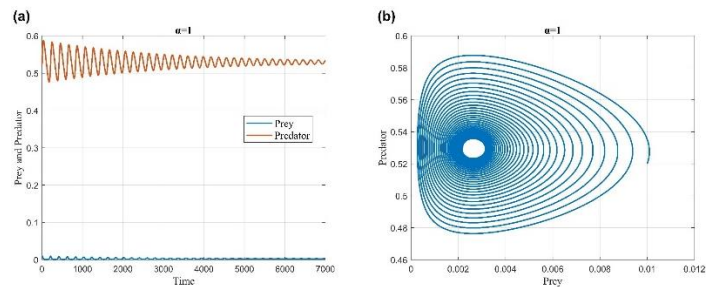 (a)
α=1
0.6
0.5
0.4
0.3
0.2
0.1
0
Prey and Predator
Prey
Predator
0 1000 2000 3000 4000 5000 6000 7000
Time
(b)
α=1
0.6
0.58
0.56
0.54
0.52
0.5
0.48
0.46
Predator
0 0.002 0.004 0.006 0.008 0.01 0.012
Prey